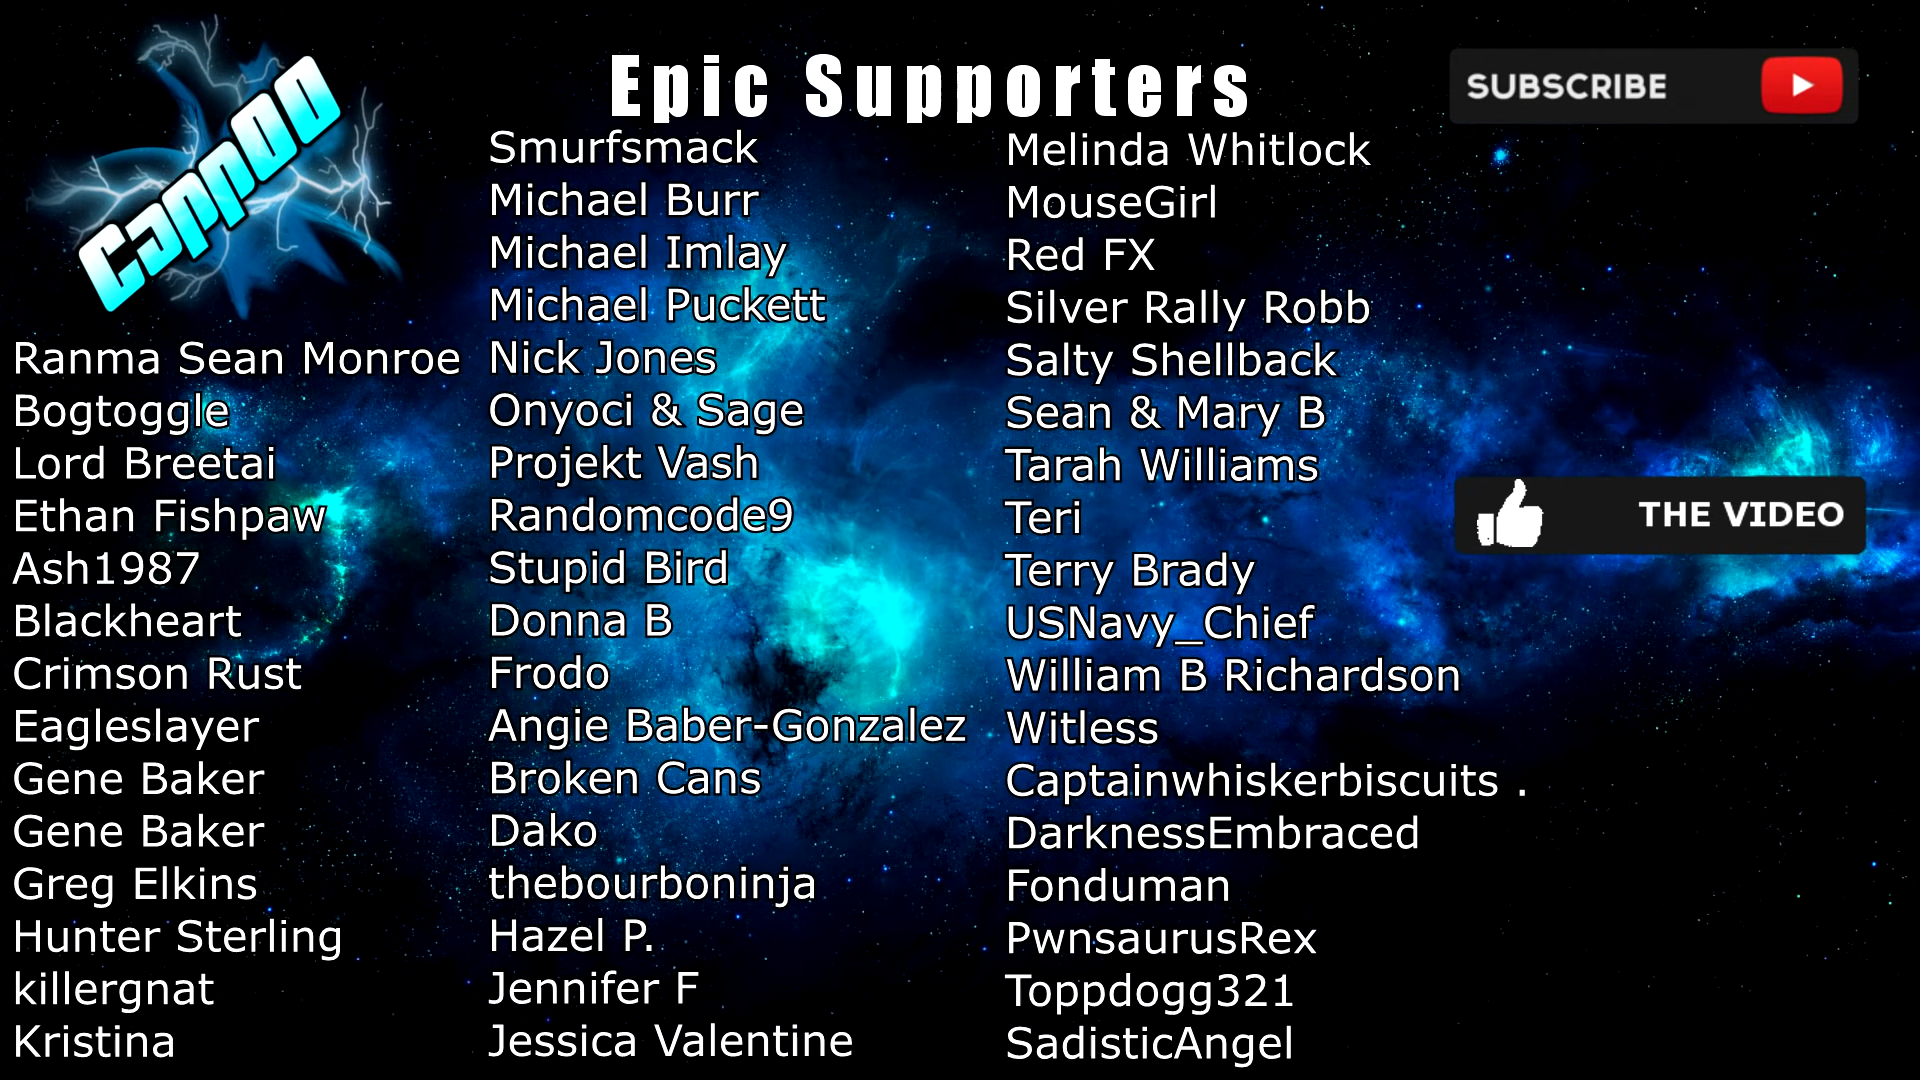 Cappoo
Epic Supporters
SUBSCRIBE
Ranma Sean Monroe
Bogtoggle
Lord Breetai
Ethan Fishpaw
Ash1987
Blackheart
Crimson Rust
Eagleslayer
Gene Baker
Gene Baker
Greg Elkins
Hunter Sterling
killergnat
Kristina
Smurfsmack
Michael Burr
Michael Imlay
Michael Puckett
Nick Jones
Onyoci & Sage
Projekt Vash
Randomcode9
Stupid Bird
Donna B
Frodo
Angie Baber-Gonzalez
Broken Cans
Dako
thebourboninja
Hazel P.
Jennifer F
Jessica Valentine
Melinda Whitlock
MouseGirl
Red FX
Silver Rally Robb
Salty Shellback
Sean & Mary B
Tarah Williams
Teri
Terry Brady
USNavy_Chief
William B Richardson
Witless
Captainwhiskerbiscuits .
DarknessEmbraced
Fonduman
PwnsaurusRex
Toppdogg321
SadisticAngel
THE VIDEO